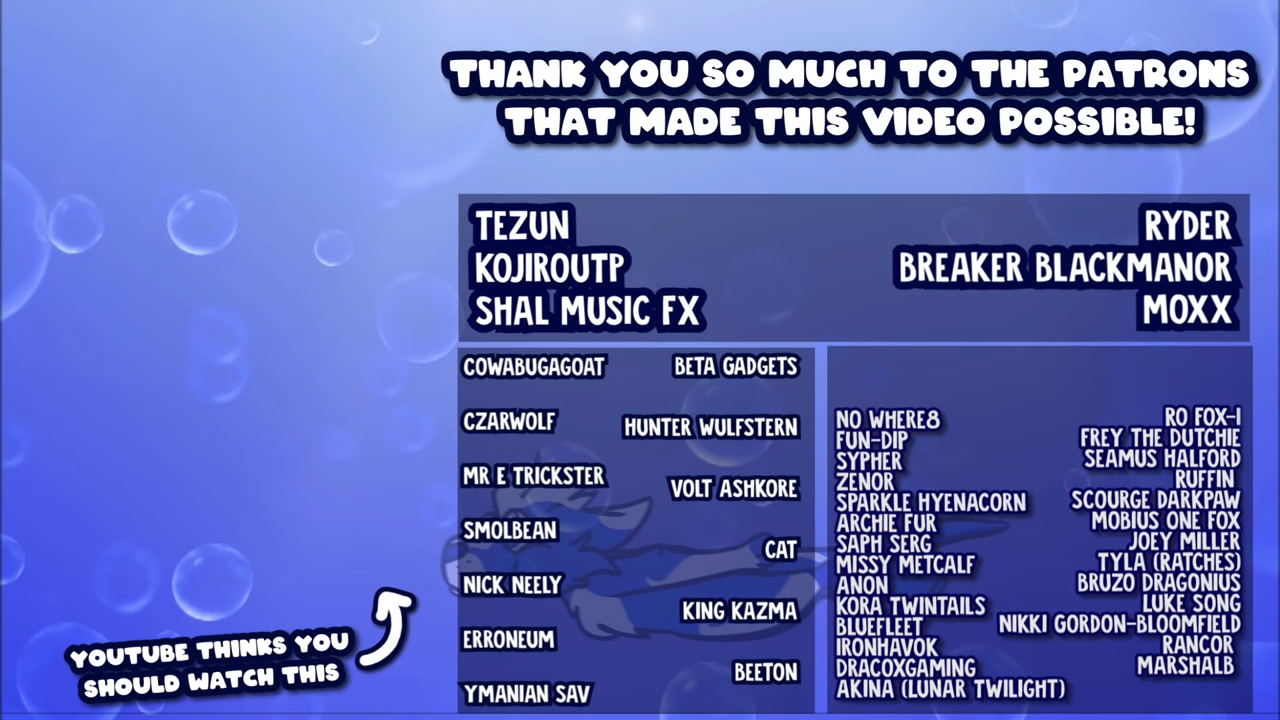 THANK YOU SO MUCH TO THE PATRONS
THAT MADE THIS VIDEO POSSIBLE!
TEZUN
KOJIROUTP
SHAL MUSIC FX
RYDER
BREAKER BLACKMANOR
MOXX
COWABUGAGOAT
CZARWOLF
MR E TRICKSTER
SMOLBEAN
NICK NEELY
ERRONEUM
YMANIAN SAV
BETA GADGETS
HUNTER WULFSTERN
VOLT ASHKORE
CAT
KING KAZMA
BEETON
NO WHERE8
FUN-DIP
SYPHER
ZENOR
SPARKLE HYENACORN
ARCHIE FUR
SAPH SERG
MISSY METCALF
ANON
KORA TWINTAILS
BLUEFLEET
IRONHAVOK
DRACOXGAMING
AKINA (LUNAR TWILIGHT)
RO FOX-I
FREY THE DUTCHIE
SEAMUS HALFORD
RUFFIN
SCOURGE DARKPAW
MOBIUS ONE FOX
JOEY MILLER
TYLA (RATCHES)
BRUZO DRAGONIUS
LUKE SONG
NIKKI GORDON-BLOOMFIELD
RANCOR
MARSHALB
YOUTUBE THINKS YOU
SHOULD WATCH THIS